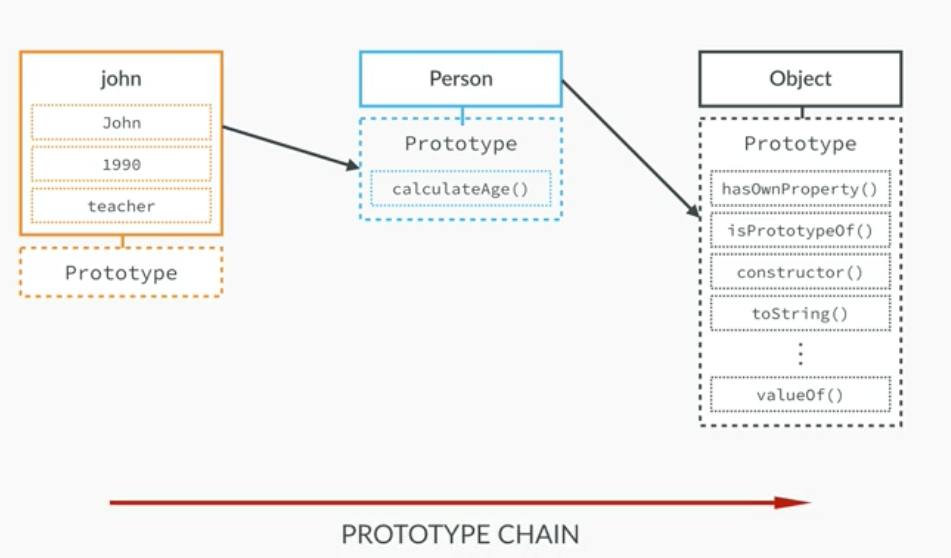 john
John
1990
teacher
Prototype
Person
Prototype
calculateAge()
Object
Prototype
hasOwnProperty()
isPrototypeOf()
constructor()
toString()
valueOf()
PROTOTYPE CHAIN